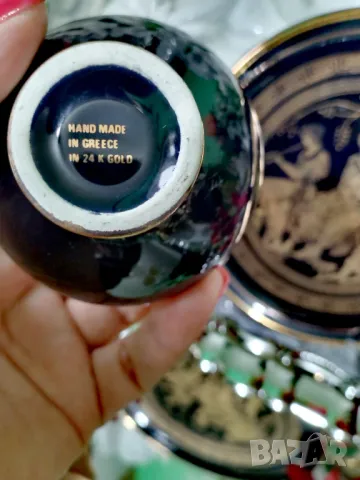 HAND MADE
IN GREECE
IN 24 K GOLD
BAZAR